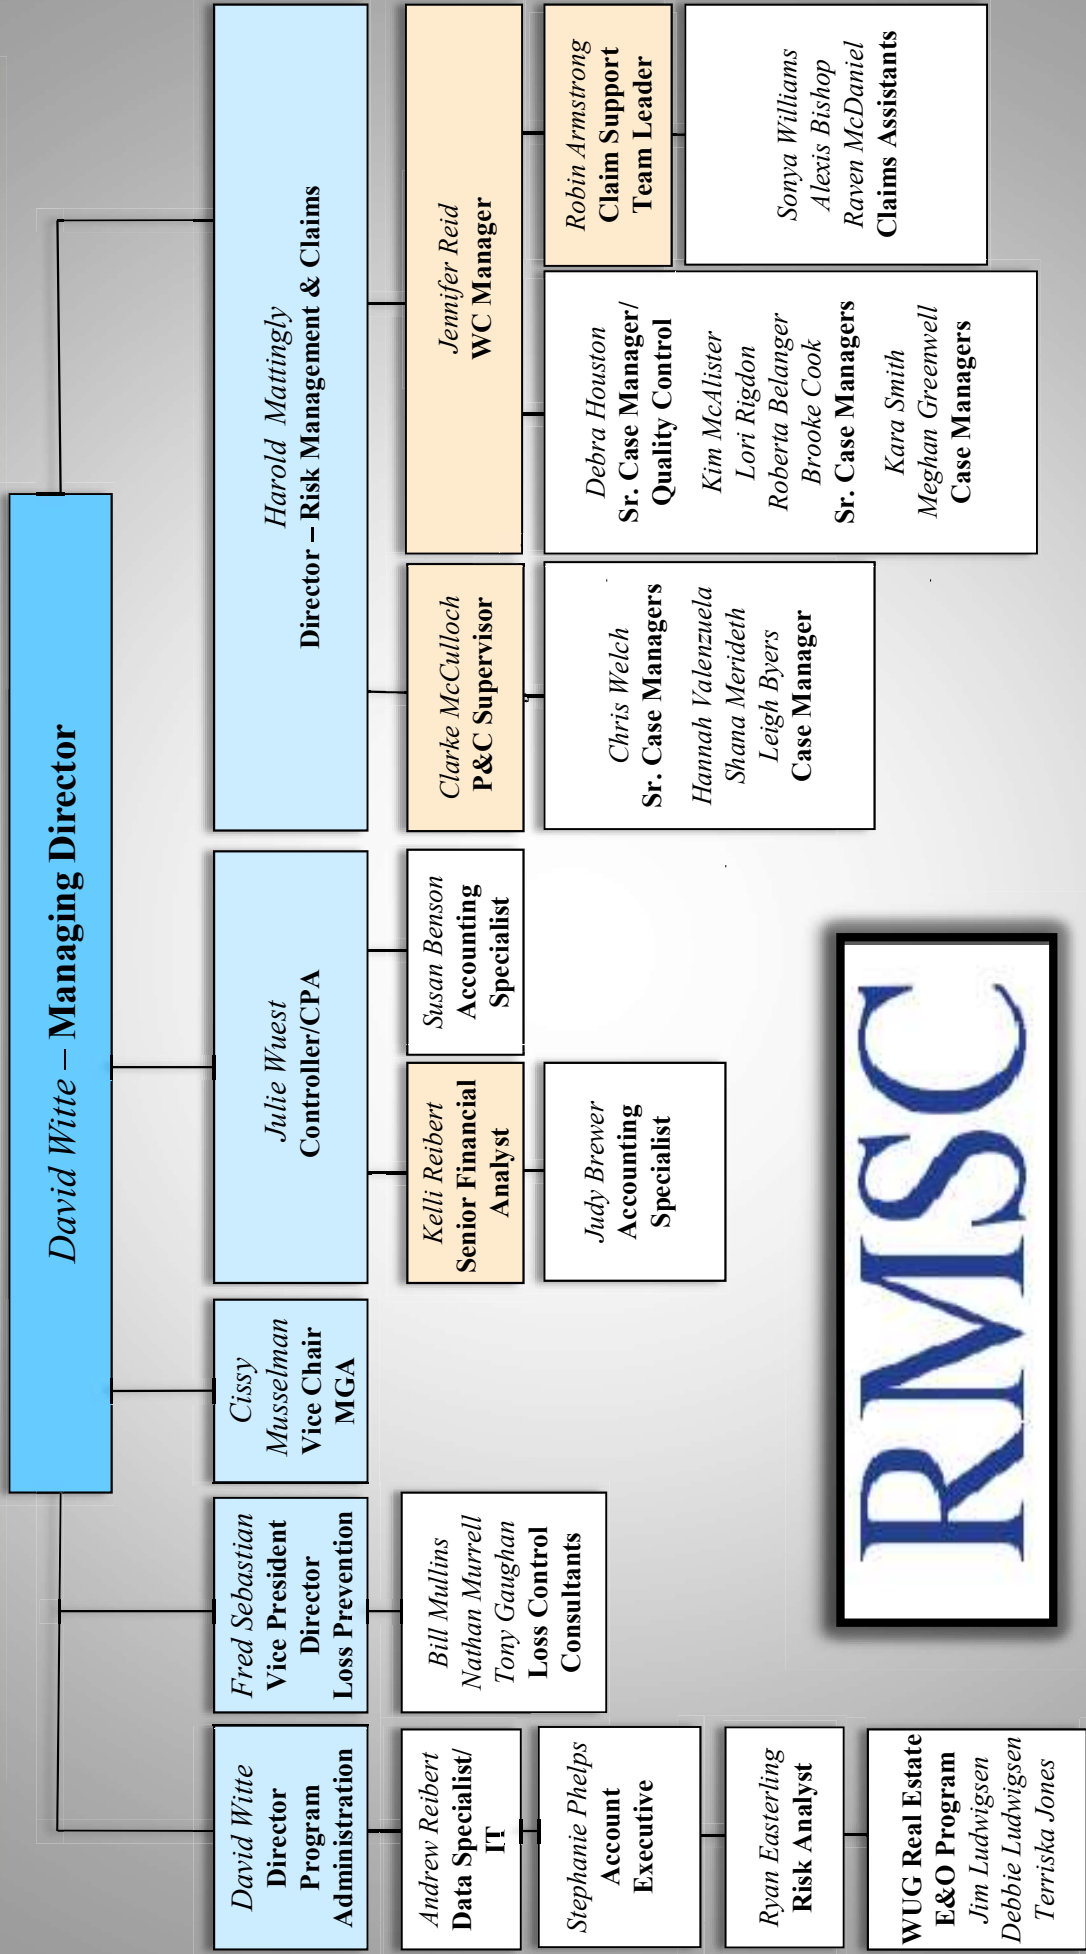 David Witte – Managing Director
David Witte
Director
Program
Administration
Fred Sebastian
Vice President
Director
Loss Prevention
Cissy
Musselman
Vice Chair
MGA
Julie Wuest
Controller/CPA
Harold Mattingly
Director – Risk Management & Claims
Andrew Reibert
Data Specialist/
IT
Stephanie Phelps
Account
Executive
Ryan Easterling
Risk Analyst
WUG Real Estate
E&O Program
Jim Ludwigsen
Debbie Ludwigsen
Terriska Jones
Bill Mullins
Nathan Murrell
Tony Gaughan
Loss Control
Consultants
Kelli Reibert
Senior Financial
Analyst
Judy Brewer
Accounting
Specialist
Susan Benson
Accounting
Specialist
Clarke McCulloch
P&C Supervisor
Chris Welch
Sr. Case Managers
Hannah Valenzuela
Shana Merideth
Leigh Byers
Case Manager
Jennifer Reid
WC Manager
Debra Houston
Sr. Case Manager/
Quality Control
Kim McAlister
Lori Rigdon
Roberta Belanger
Brooke Cook
Sr. Case Managers
Kara Smith
Meghan Greenwell
Case Managers
Robin Armstrong
Claim Support
Team Leader
Sonya Williams
Alexis Bishop
Raven McDaniel
Claims Assistants
RMSC